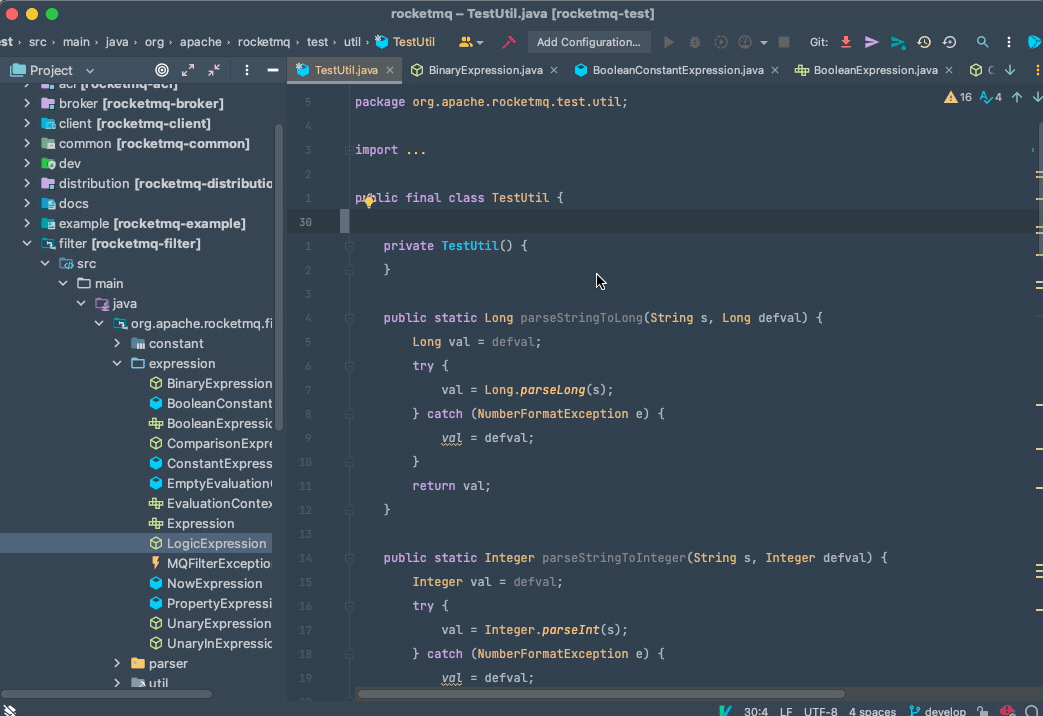 rocketmq – TestUtil.java [rocketmq-test]
st › src › main › java › org › apache › rocketmq › test › util › TestUtil Add Configuration... Git:
Project TestUtil.java BinaryExpression.java BooleanConstantExpression.java BooleanExpression.java C
acl [rocketmq-acl]
broker [rocketmq-broker]
client [rocketmq-client]
common [rocketmq-common]
dev
distribution [rocketmq-distributio
docs
example [rocketmq-example]
filter [rocketmq-filter]
src
main
java
org.apache.rocketmq.fi
constant
expression
BinaryExpression
BooleanConstant
BooleanExpressic
ComparisonExpre
ConstantExpress
EmptyEvaluation
EvaluationContex
Expression
LogicExpression
MQFilterExceptio
NowExpression
PropertyExpressi
UnaryExpression
UnaryInExpressic
parser
util
16 4
5 package org.apache.rocketmq.test.util;
4
3 import ...
2
1 public final class TestUtil {
30
1 private TestUtil() {
2 }
3
4 public static Long parseStringToLong(String s, Long defval) {
5 Long val = defval;
6 try {
7 val = Long.parseLong(s);
8 } catch (NumberFormatException e) {
9 val = defval;
10 }
11 return val;
12 }
13
14 public static Integer parseStringToInteger(String s, Integer defval) {
15 Integer val = defval;
16 try {
17 val = Integer.parseInt(s);
18 } catch (NumberFormatException e) {
19 val = defval;
30:4 LF UTF-8 4 spaces develop